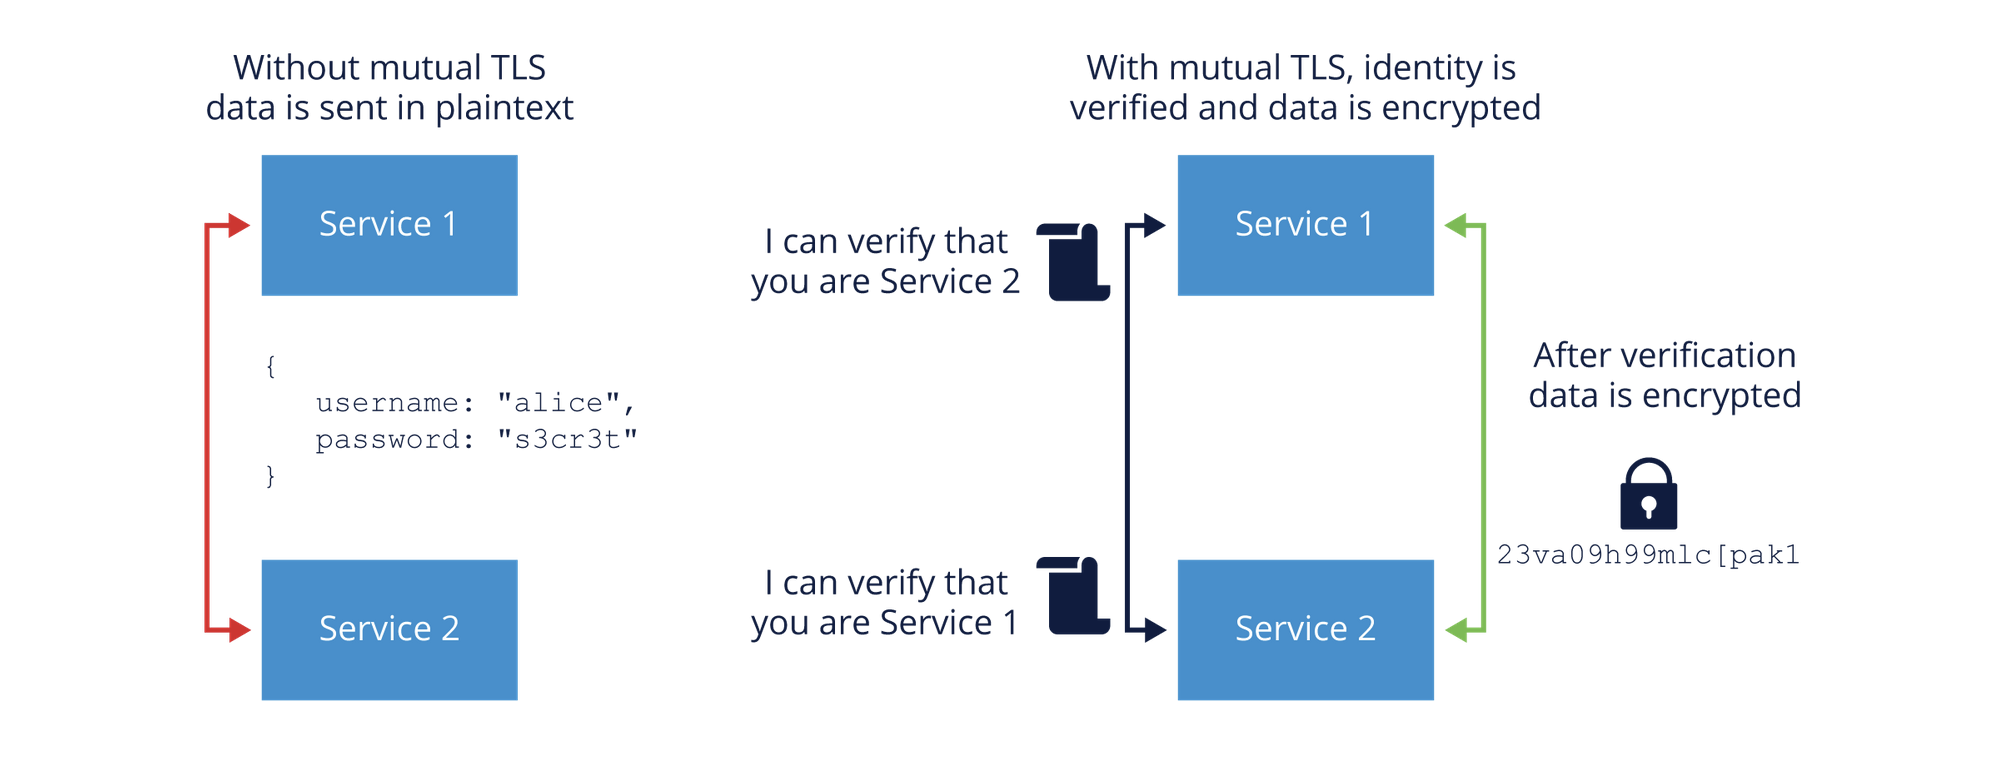 Without mutual TLS
data is sent in plaintext
Service 1
{
username: "alice",
password: "s3cr3t"
}
Service 2
With mutual TLS, identity is
verified and data is encrypted
I can verify that
you are Service 2
Service 1
After verification
data is encrypted
23va09h99mlc[pak1
I can verify that
you are Service 1
Service 2